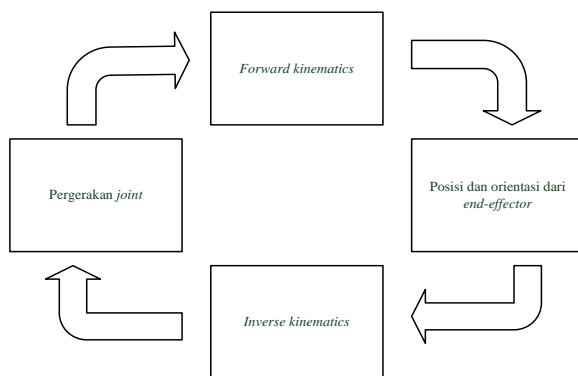 Forward kinematics
Pergerakan joint
Posisi dan orientasi dari
end-effector
Inverse kinematics